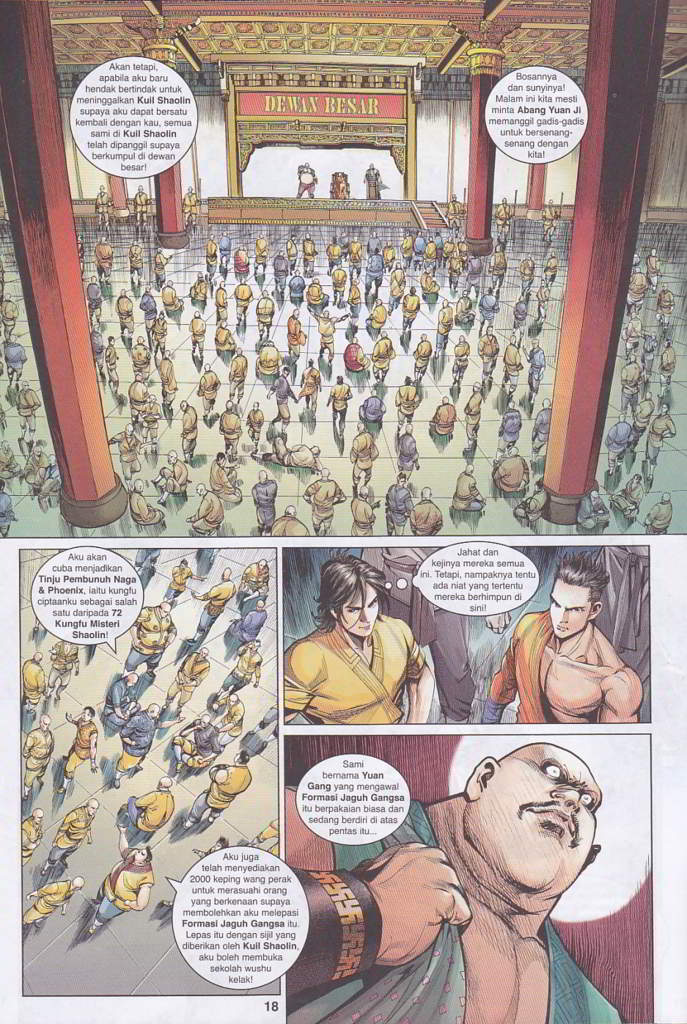 Akan tetapi,
apabila aku baru
hendak bertindak untuk
meninggalkan Kuil Shaolin
supaya aku dapat bersatu
kembali dengan kau, semua
sami di Kuil Shaolin
telah dipanggil supaya
berkumpul di dewan
besar!
DEWAN BESAR
Bosannya
dan sunyinya!
Malam ini kita mesti
minta Abang Yuan Ji
memanggil gadis-gadis
untuk bersenang-
senang dengan
kita!
Aku akan
cuba menjadikan
Tinju Pembunuh Naga
& Phoenix, iaitu kungfu
ciptaanku sebagai salah
satu daripada 72
Kungfu Misteri
Shaolin!
Aku juga
telah menyediakan
2000 keping wang perak
untuk merasuahi orang
yang berkenaan supaya
membolehkan aku melepasi
Formasi Jaguh Gangsa itu.
Lepas itu dengan sijil yang
diberikan oleh Kuil Shaolin,
aku boleh membuka
sekolah wushu
kelak!
Jahat dan
kejinya mereka semua
ini. Tetapi, nampaknya tentu
ada niat yang tertentu
mereka berhimpun di
sini!
Sami
bernama Yuan
Gang yang mengawal
Formasi Jaguh Gangsa
itu berpakaian biasa dan
sedang berdiri di atas
pentas itu...
18